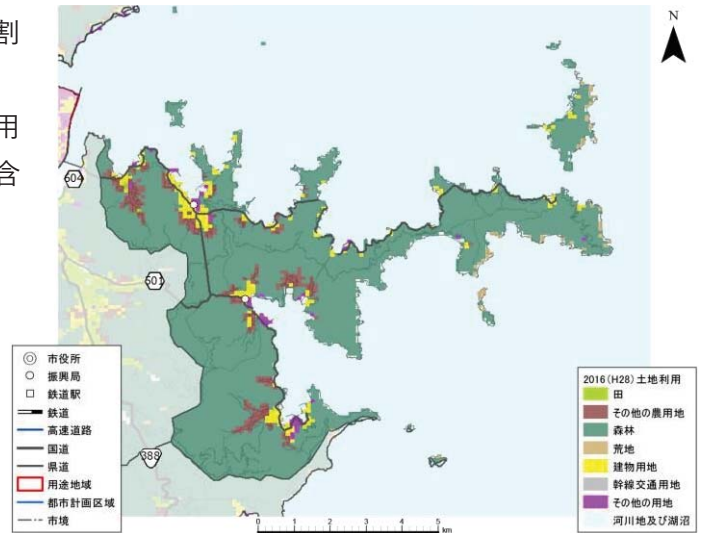 割
用
含
N
604
501
388
市役所
振興局
鉄道駅
鉄道
高速道路
国道
県道
用途地域
都市計画区域
市境
2016(H28)土地利用
田
その他の農用地
森林
荒地
建物用地
幹線交通用地
その他の用地
河川地及び湖沼
0 1 2 3 4 5
km